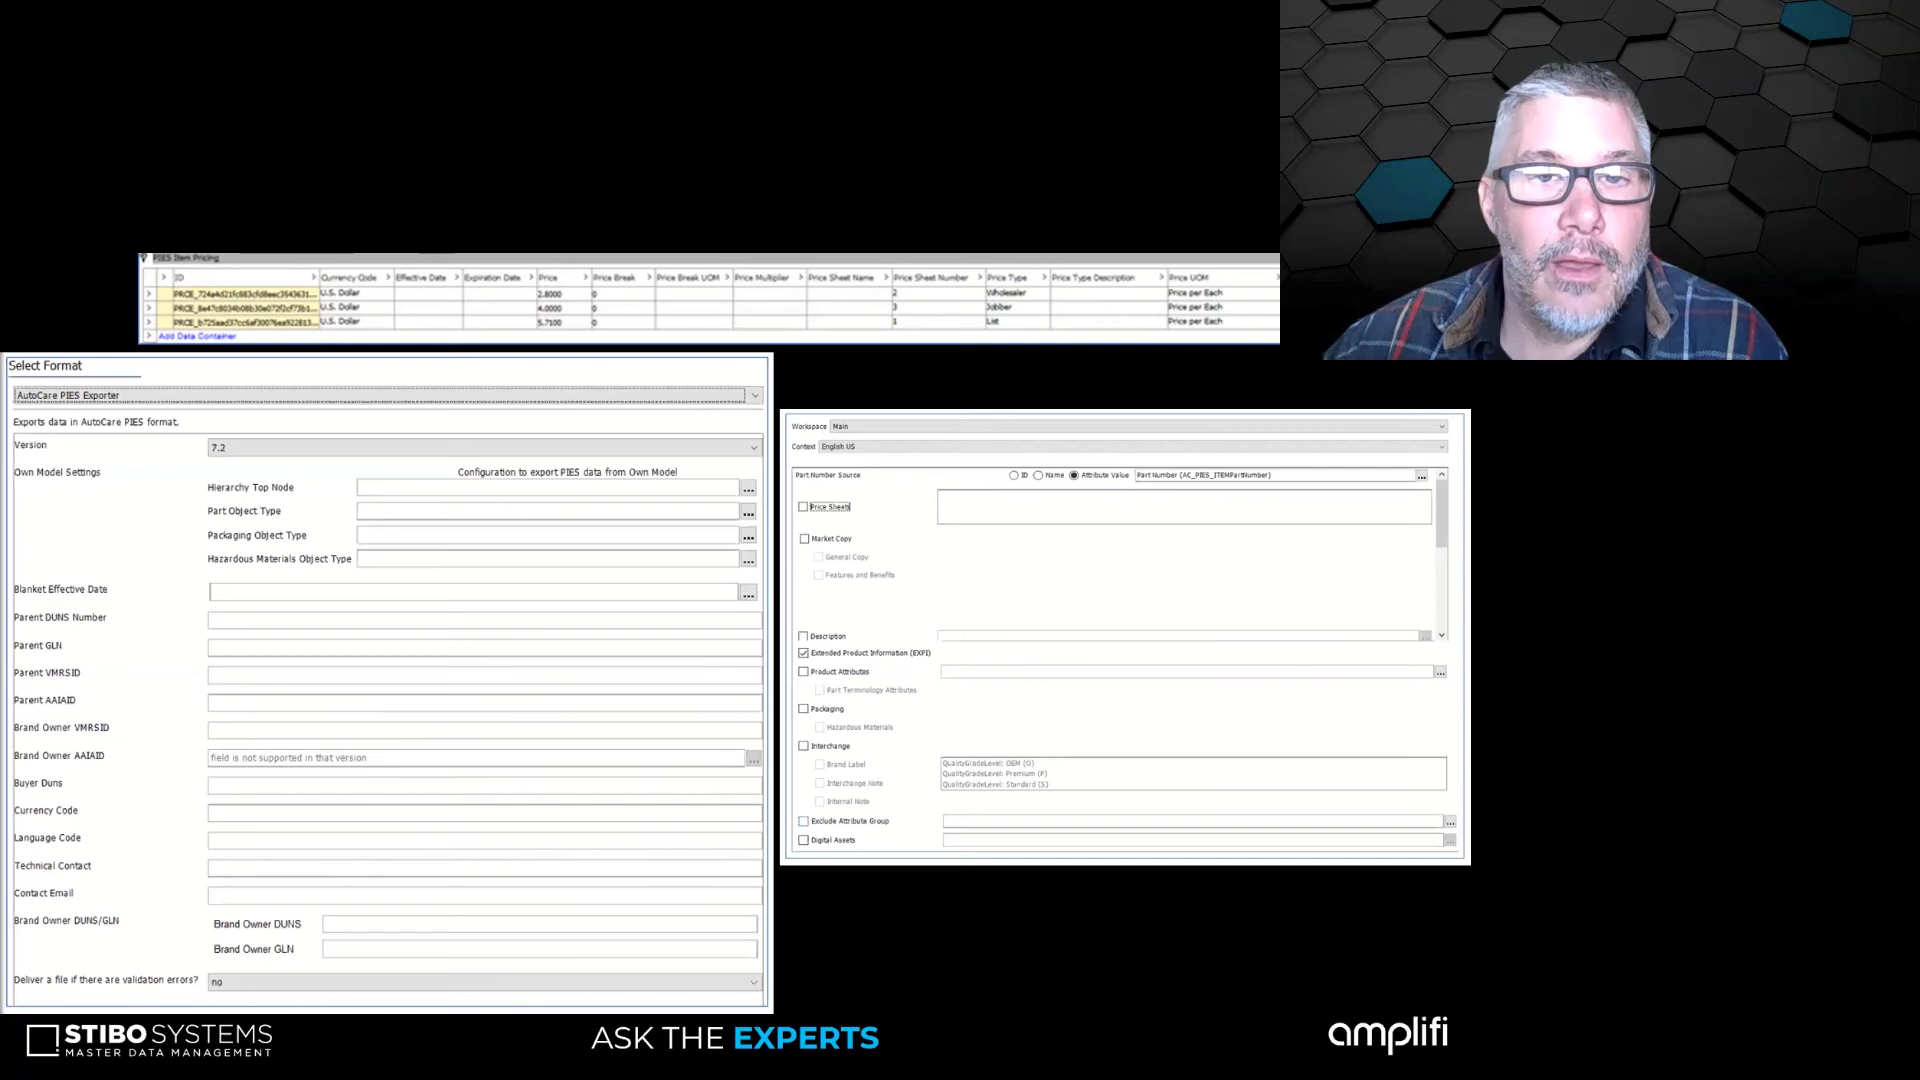 PIES Item Pricing
ID Currency Code Effective Date Expiration Date Price Price Break Price Break UOM Price Multiplier Price Sheet Name Price Sheet Number Price Type Price Type Description Price UOM
U.S. Dollar 2.8000 0 2 Wholesaler Price per Each
U.S. Dollar 4.0000 0 3 Jobber Price per Each
U.S. Dollar 5.7100 0 1 List Price per Each
Add Data Container
Select Format
AutoCare PIES Exporter
Exports data in AutoCare PIES format.
Version 7.2
Own Model Settings Configuration to export PIES data from Own Model
Hierarchy Top Node ...
Part Object Type ...
Packaging Object Type ...
Hazardous Materials Object Type ...
Blanket Effective Date ...
Parent DUNS Number
Parent GLN
Parent VMRSID
Parent AAIAID
Brand Owner VMRSID
Brand Owner AAIAID field is not supported in that version ...
Buyer Duns
Currency Code
Language Code
Technical Contact
Contact Email
Brand Owner DUNS/GLN Brand Owner DUNS
Brand Owner GLN
Deliver a file if there are validation errors? no
Workspace Main
Context English US
Part Number Source ID Name Attribute Value Part Number (AC_PIES_ITEMPartNumber) ...
Price Sheets
Market Copy
General Copy
Features and Benefits
Description ...
Extended Product Information (EXPI)
Product Attributes ...
Part Terminology Attributes
Packaging
Hazardous Materials
Interchange
Brand Label QualityGradeLevel: OEM (O)
Interchange Note QualityGradeLevel: Premium (P)
QualityGradeLevel: Standard (S)
Internal Note
Exclude Attribute Group ...
Digital Assets ...
STIBO SYSTEMS
MASTER DATA MANAGEMENT
ASK THE EXPERTS
amplifi